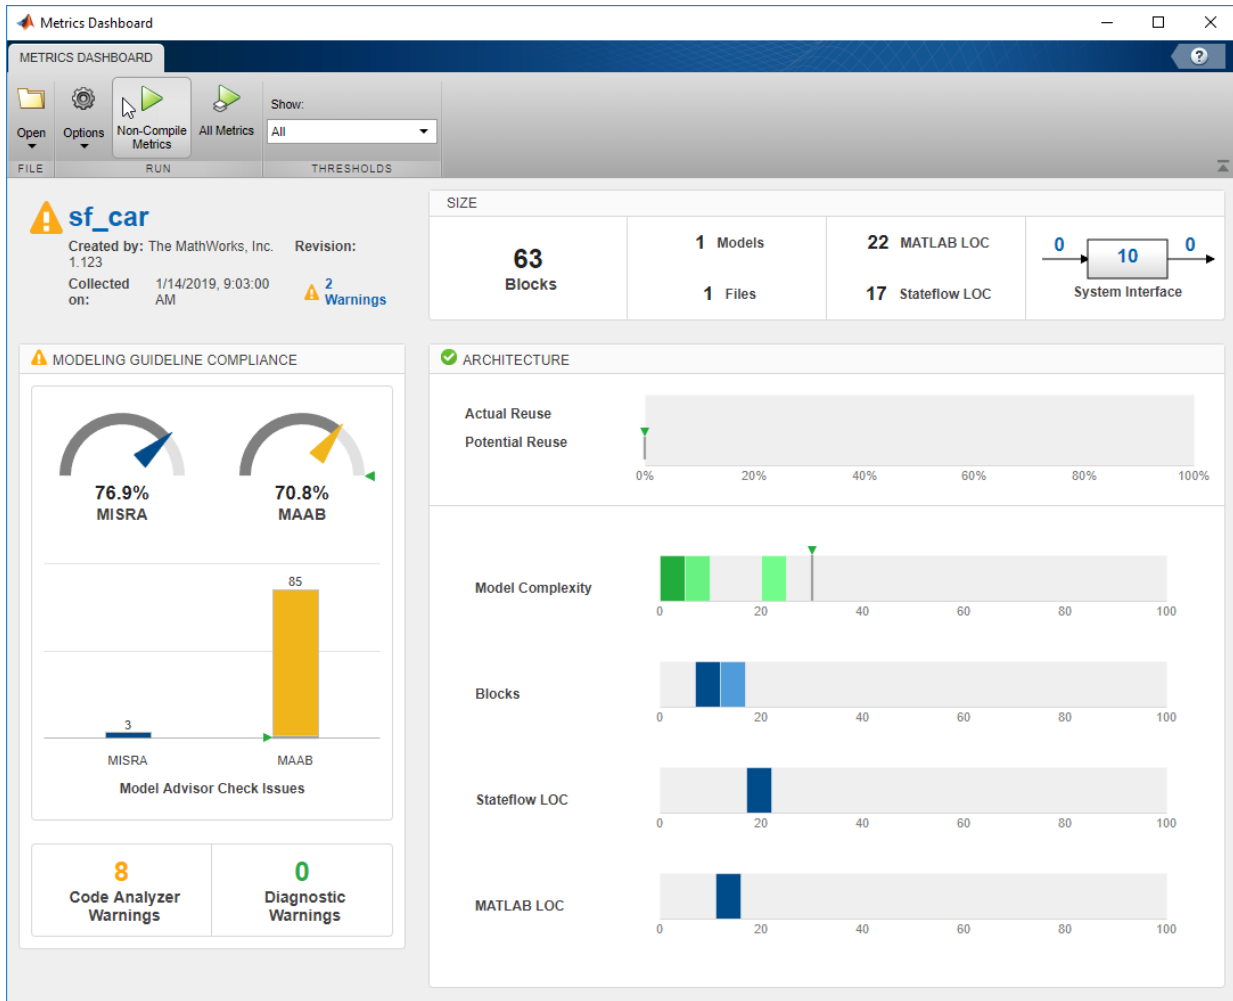 Metrics Dashboard
METRICS DASHBOARD
?
Open
Options
Non-Compile
Metrics
All Metrics
Show:
All
FILE
RUN
THRESHOLDS
sf_car
Created by: The MathWorks, Inc. Revision:
1.123
Collected 1/14/2019, 9:03:00
on: AM
2
Warnings
SIZE
63
Blocks
1 Models
1 Files
22 MATLAB LOC
17 Stateflow LOC
0
10
0
System Interface
MODELING GUIDELINE COMPLIANCE
76.9%
MISRA
70.8%
MAAB
85
3
MISRA
MAAB
Model Advisor Check Issues
8
Code Analyzer
Warnings
0
Diagnostic
Warnings
ARCHITECTURE
Actual Reuse
Potential Reuse
0% 20% 40% 60% 80% 100%
Model Complexity
0 20 40 60 80 100
Blocks
0 20 40 60 80 100
Stateflow LOC
0 20 40 60 80 100
MATLAB LOC
0 20 40 60 80 100